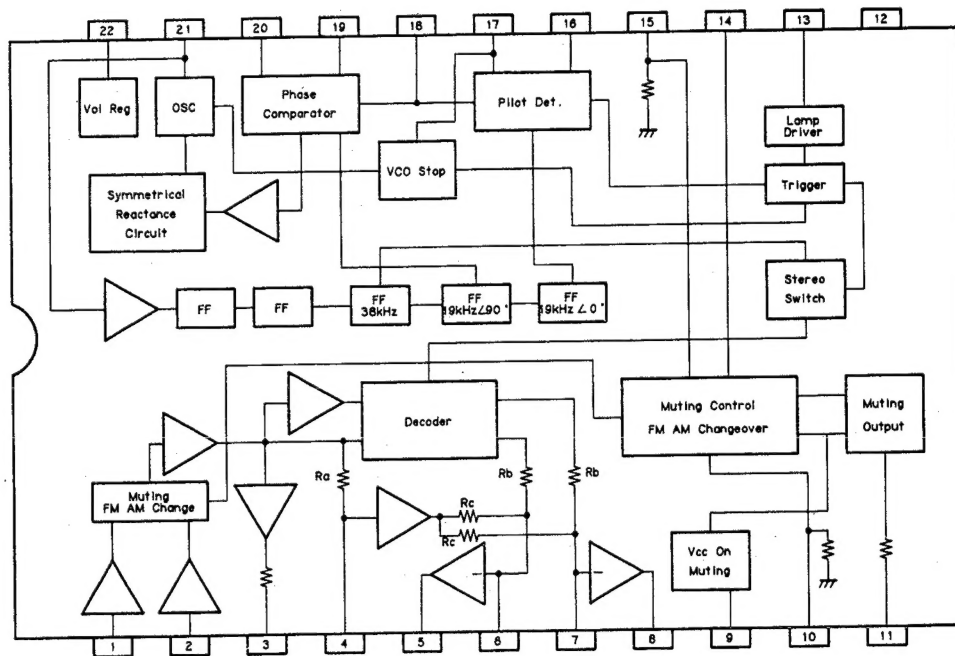 22 21 20 19 18 17 16 15 14 13 12
Vol Reg
OSC
Phase
Comparator
Pilot Det.
Lamp
Driver
VCO Stop
Trigger
Symmetrical
Reactance
Circuit
Stereo
Switch
FF
FF
FF
38kHz
FF
19kHz∠90°
FF
19kHz∠0°
Decoder
Muting Control
FM AM Changeover
Muting
Output
Ra
Rb
Rb
Muting
FM AM Change
Rc
Rc
Vcc On
Muting
1 2 3 4 5 6 7 8 9 10 11